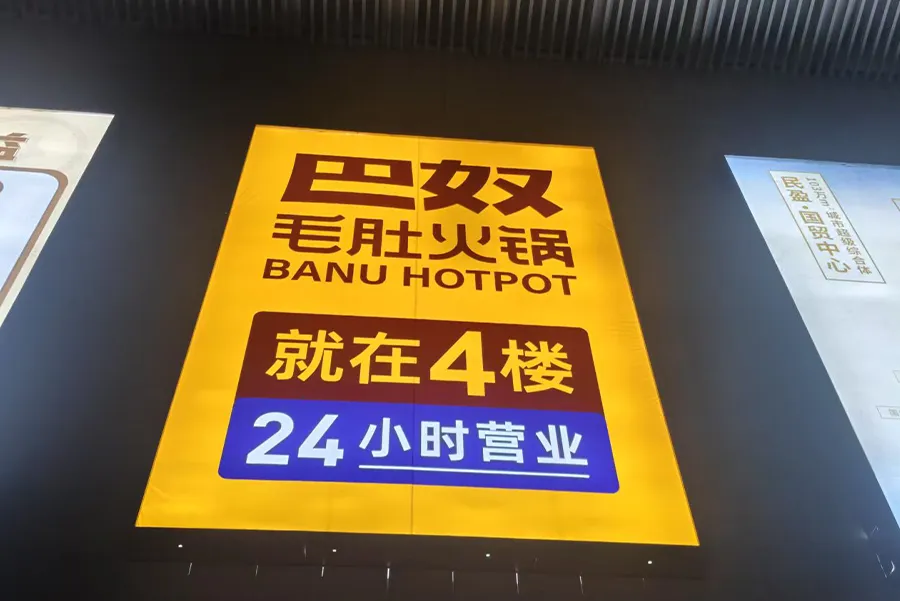 巴奴
毛肚火锅
BANU HOTPOT
就在4楼
24小时营业
民盈·国贸中心